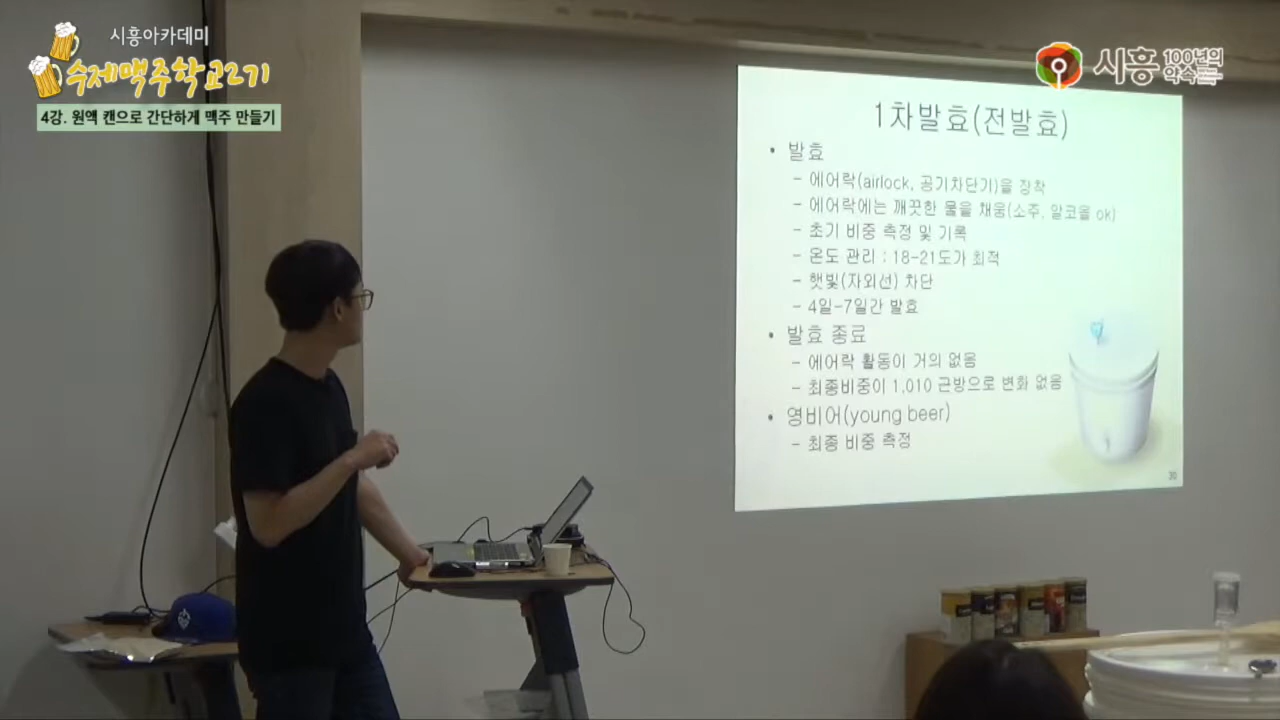 시흥아카데미
수제맥주학교2기
4강. 원액 캔으로 간단하게 맥주 만들기
시흥 100년의
약속
1차발효(전발효)
• 발효
– 에어락(airlock, 공기차단기)을 장착
– 에어락에는 깨끗한 물을 채움(소주, 알코올 ok)
– 초기 비중 측정 및 기록
– 온도 관리 : 18-21도가 최적
– 햇빛(자외선) 차단
– 4일-7일간 발효
• 발효 종료
– 에어락 활동이 거의 없음
– 최종비중이 1.010 근방으로 변화 없음
• 영비어(young beer)
– 최종 비중 측정
30